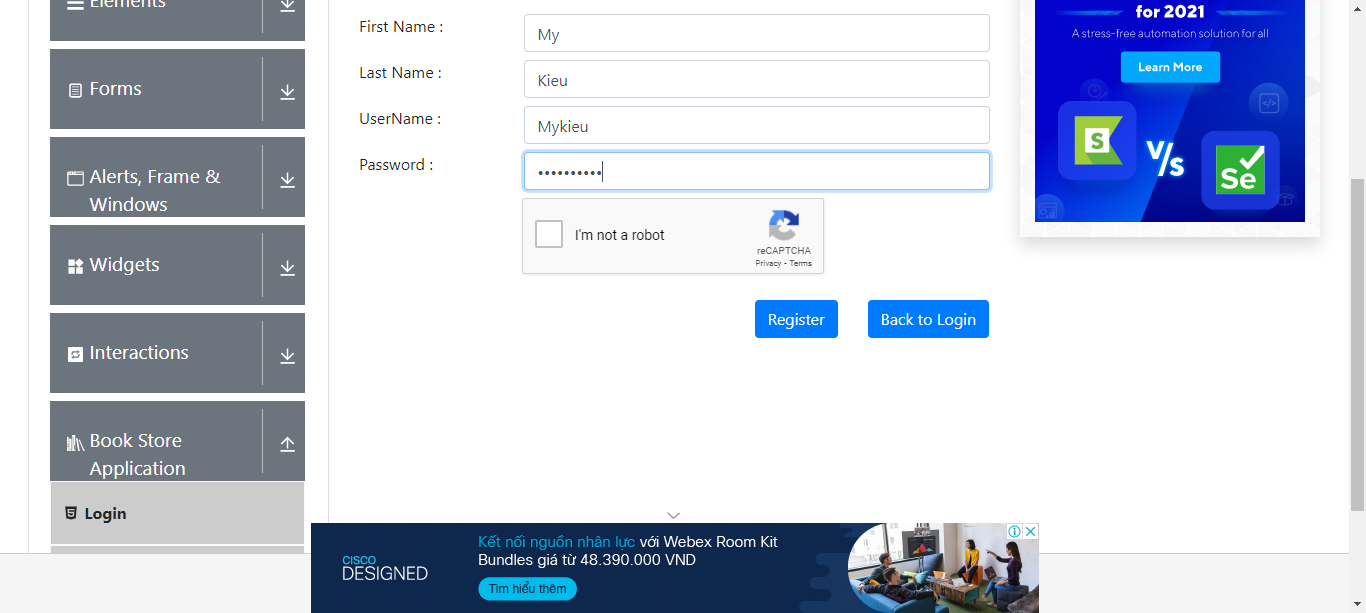 Elements
Forms
Alerts, Frame &
Windows
Widgets
Interactions
Book Store
Application
Login
First Name :
My
Last Name :
Kieu
UserName :
Mykieu
Password :
••••••••••
I'm not a robot
reCAPTCHA
Privacy - Terms
Register
Back to Login
for 2021
A stress-free automation solution for all
Learn More
S
V/s
Se
CISCO
DESIGNED
Kết nối nguồn nhân lực với Webex Room Kit
Bundles giá từ 48.390.000 VND
Tìm hiểu thêm